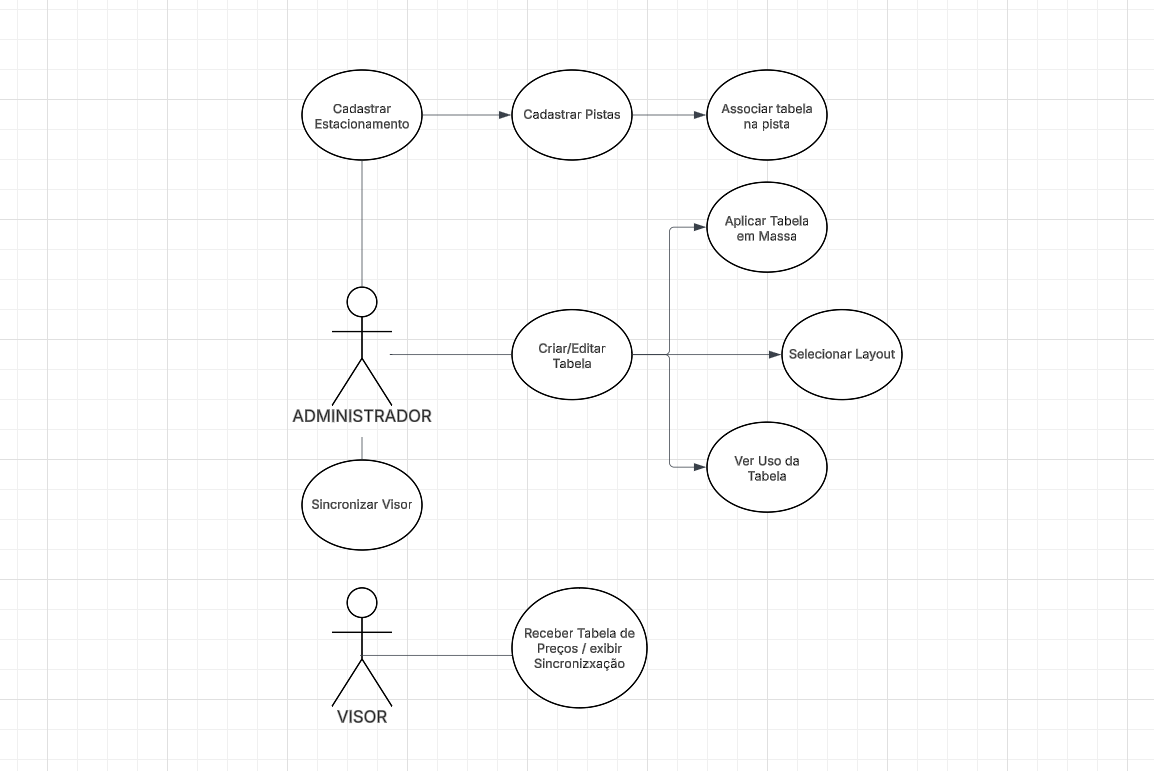 Cadastrar
Estacionamento
Cadastrar Pistas
Associar tabela
na pista
Aplicar Tabela
em Massa
Criar/Editar
Tabela
Selecionar Layout
ADMINISTRADOR
Ver Uso da
Tabela
Sincronizar Visor
Receber Tabela de
Preços / exibir
Sincronizxação
VISOR